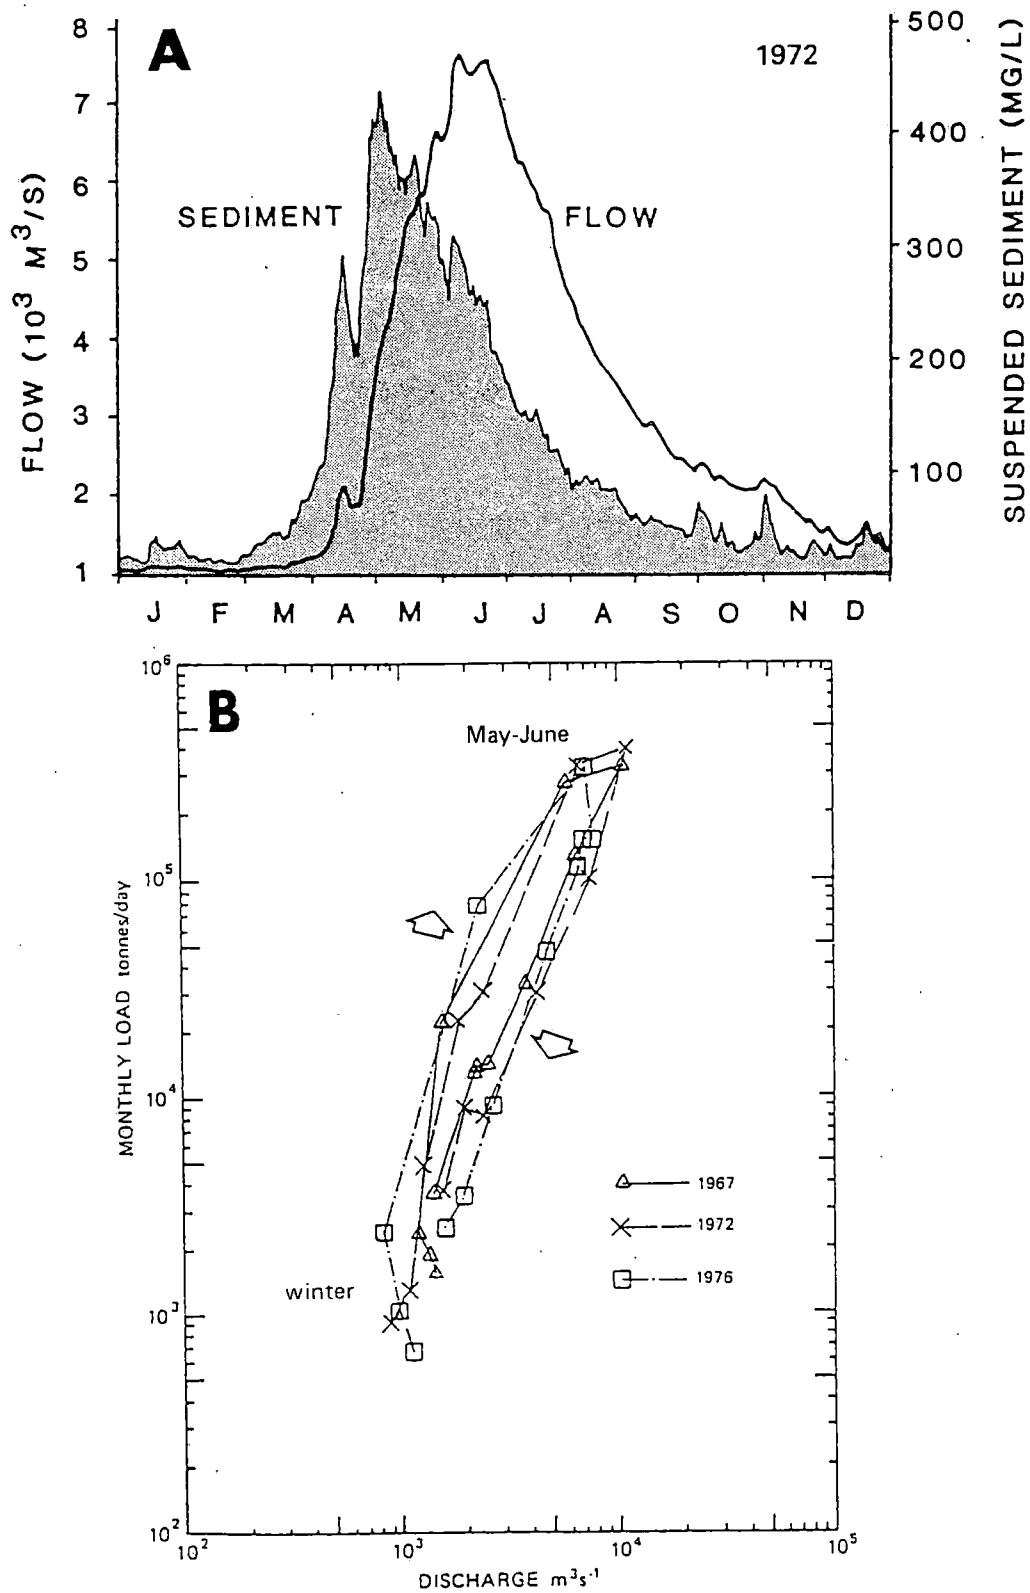 A
1972
FLOW (10³ M³/S)
8
7
6
5
4
3
2
1
SEDIMENT
FLOW
500
400
300
200
100
SUSPENDED SEDIMENT (MG/L)
J F M A M J J A S O N D
B
May-June
winter
MONTHLY LOAD tonnes/day
10⁶
10⁵
10⁴
10³
10²
1967
1972
1976
10² 10³ 10⁴ 10⁵
DISCHARGE m³s⁻¹